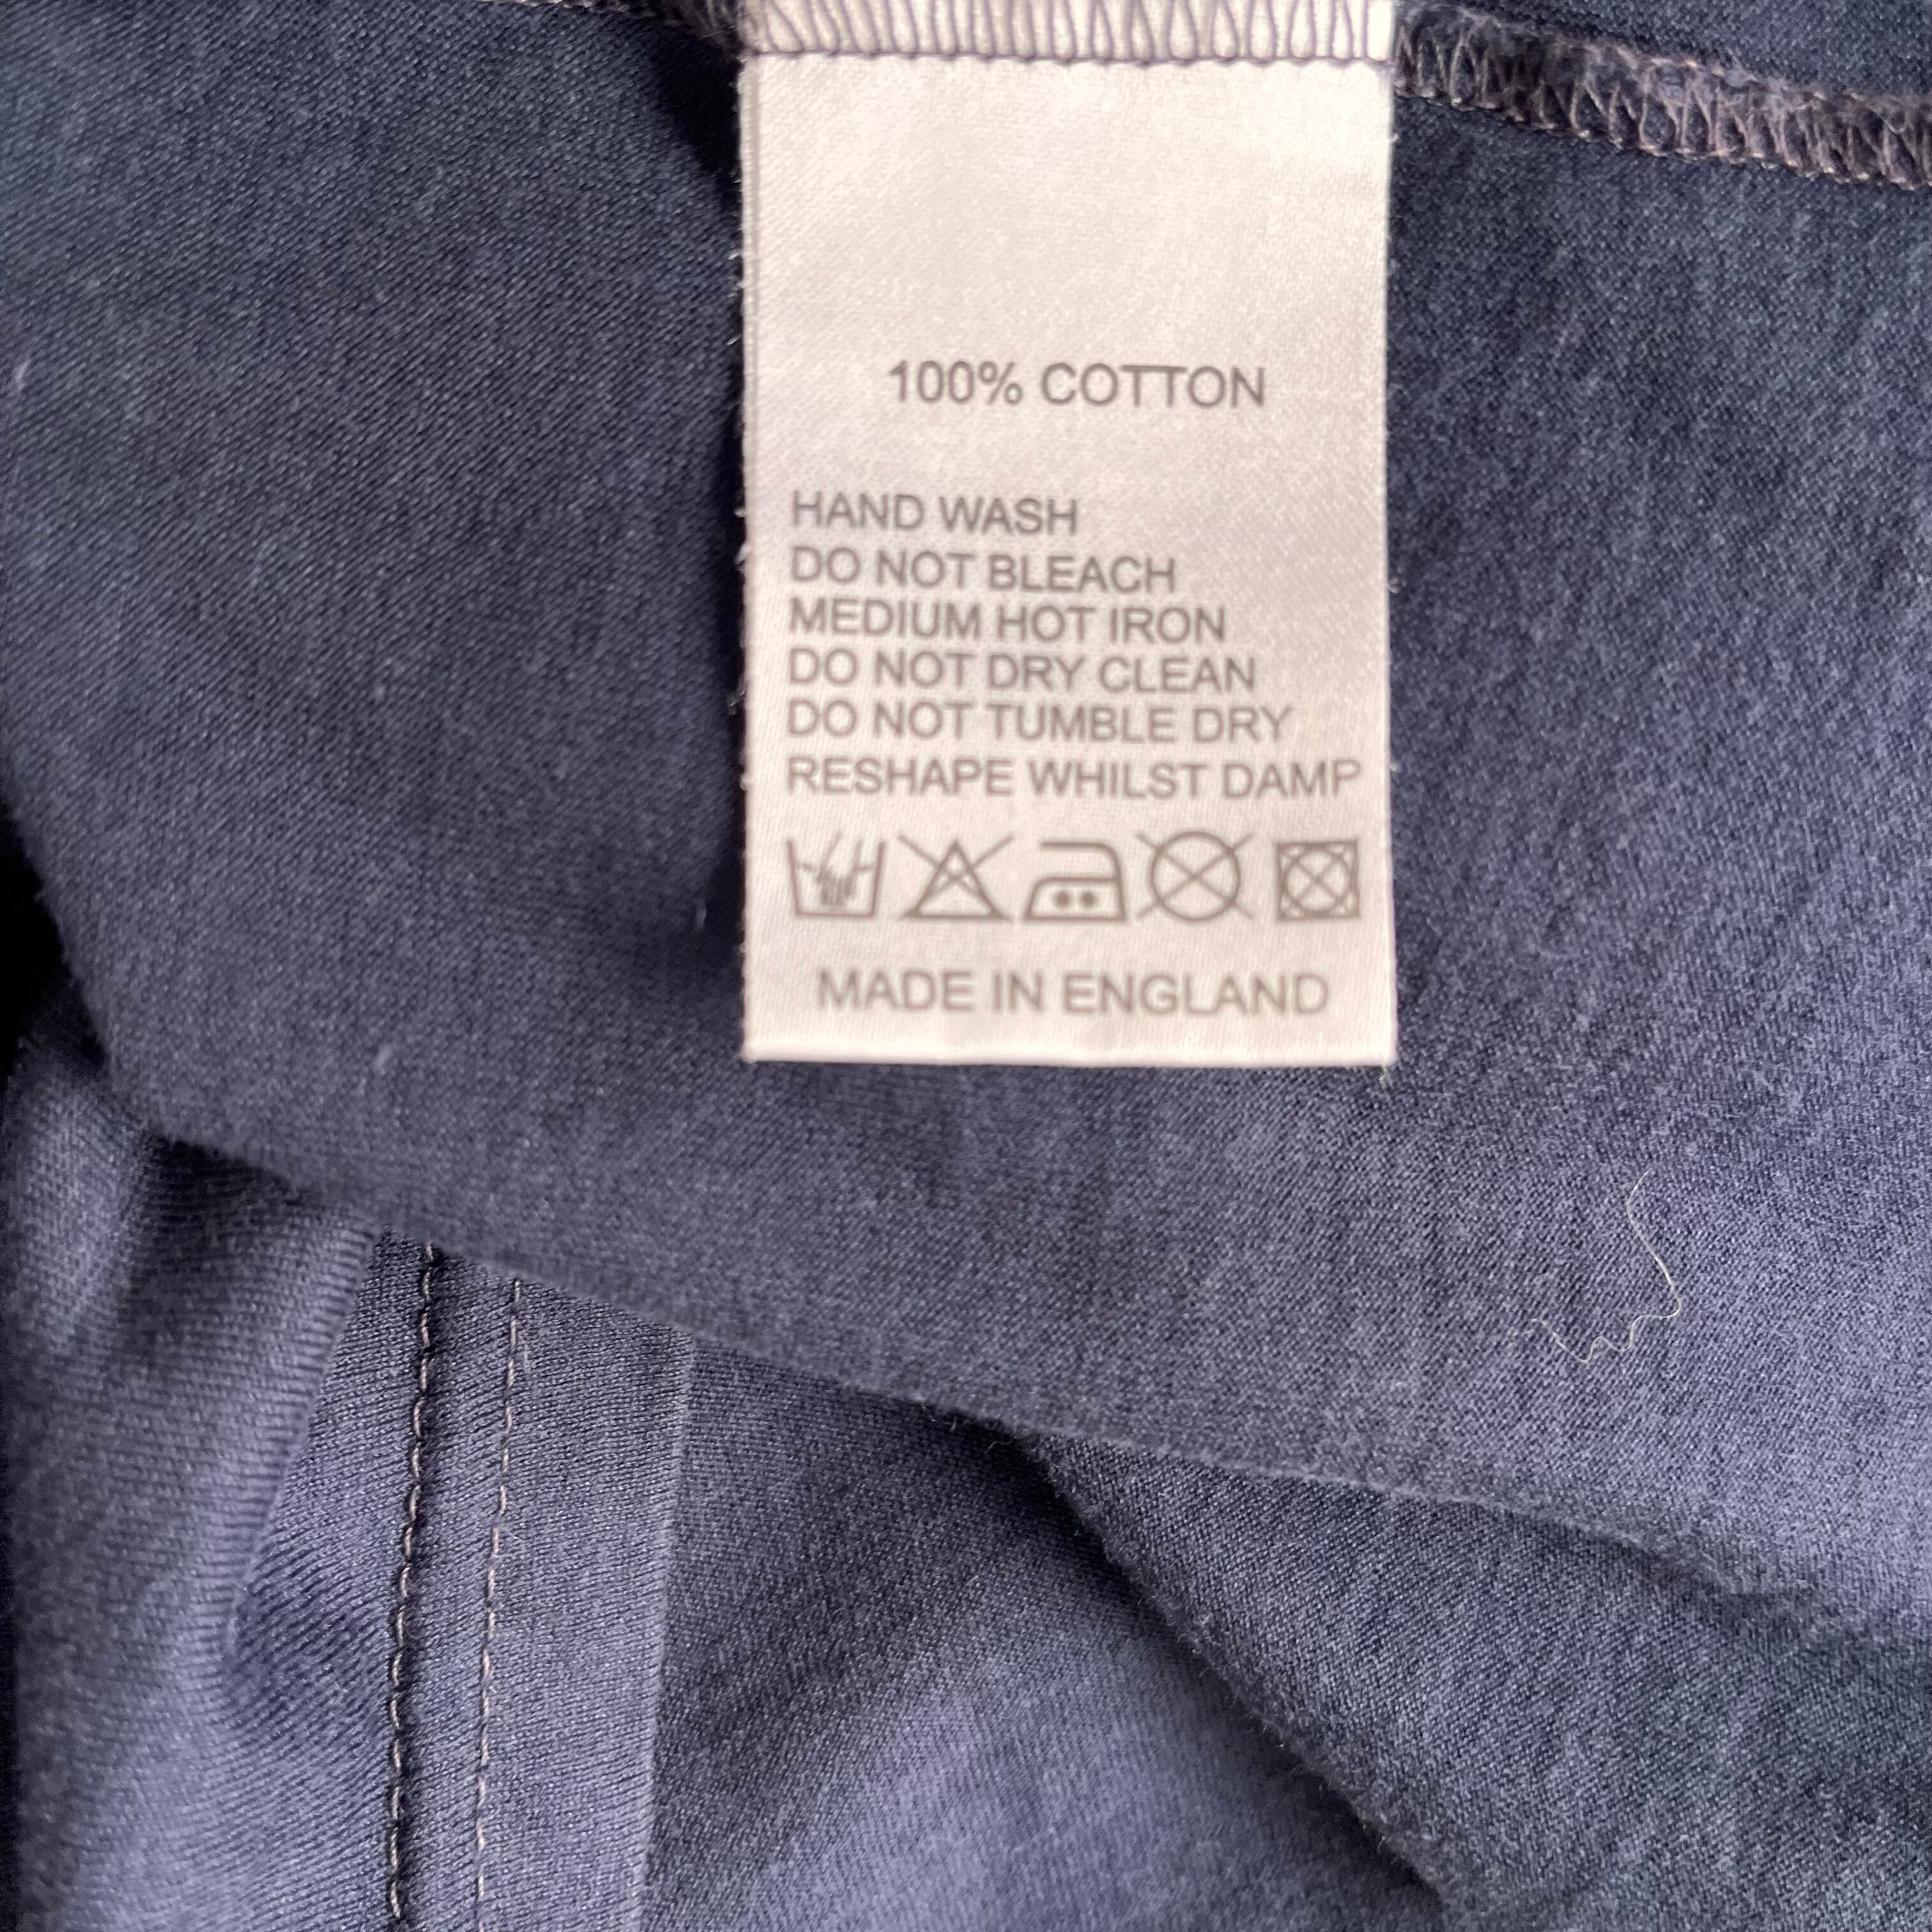 100% COTTON
HAND WASH
DO NOT BLEACH
MEDIUM HOT IRON
DO NOT DRY CLEAN
DO NOT TUMBLE DRY
RESHAPE WHILST DAMP
MADE IN ENGLAND